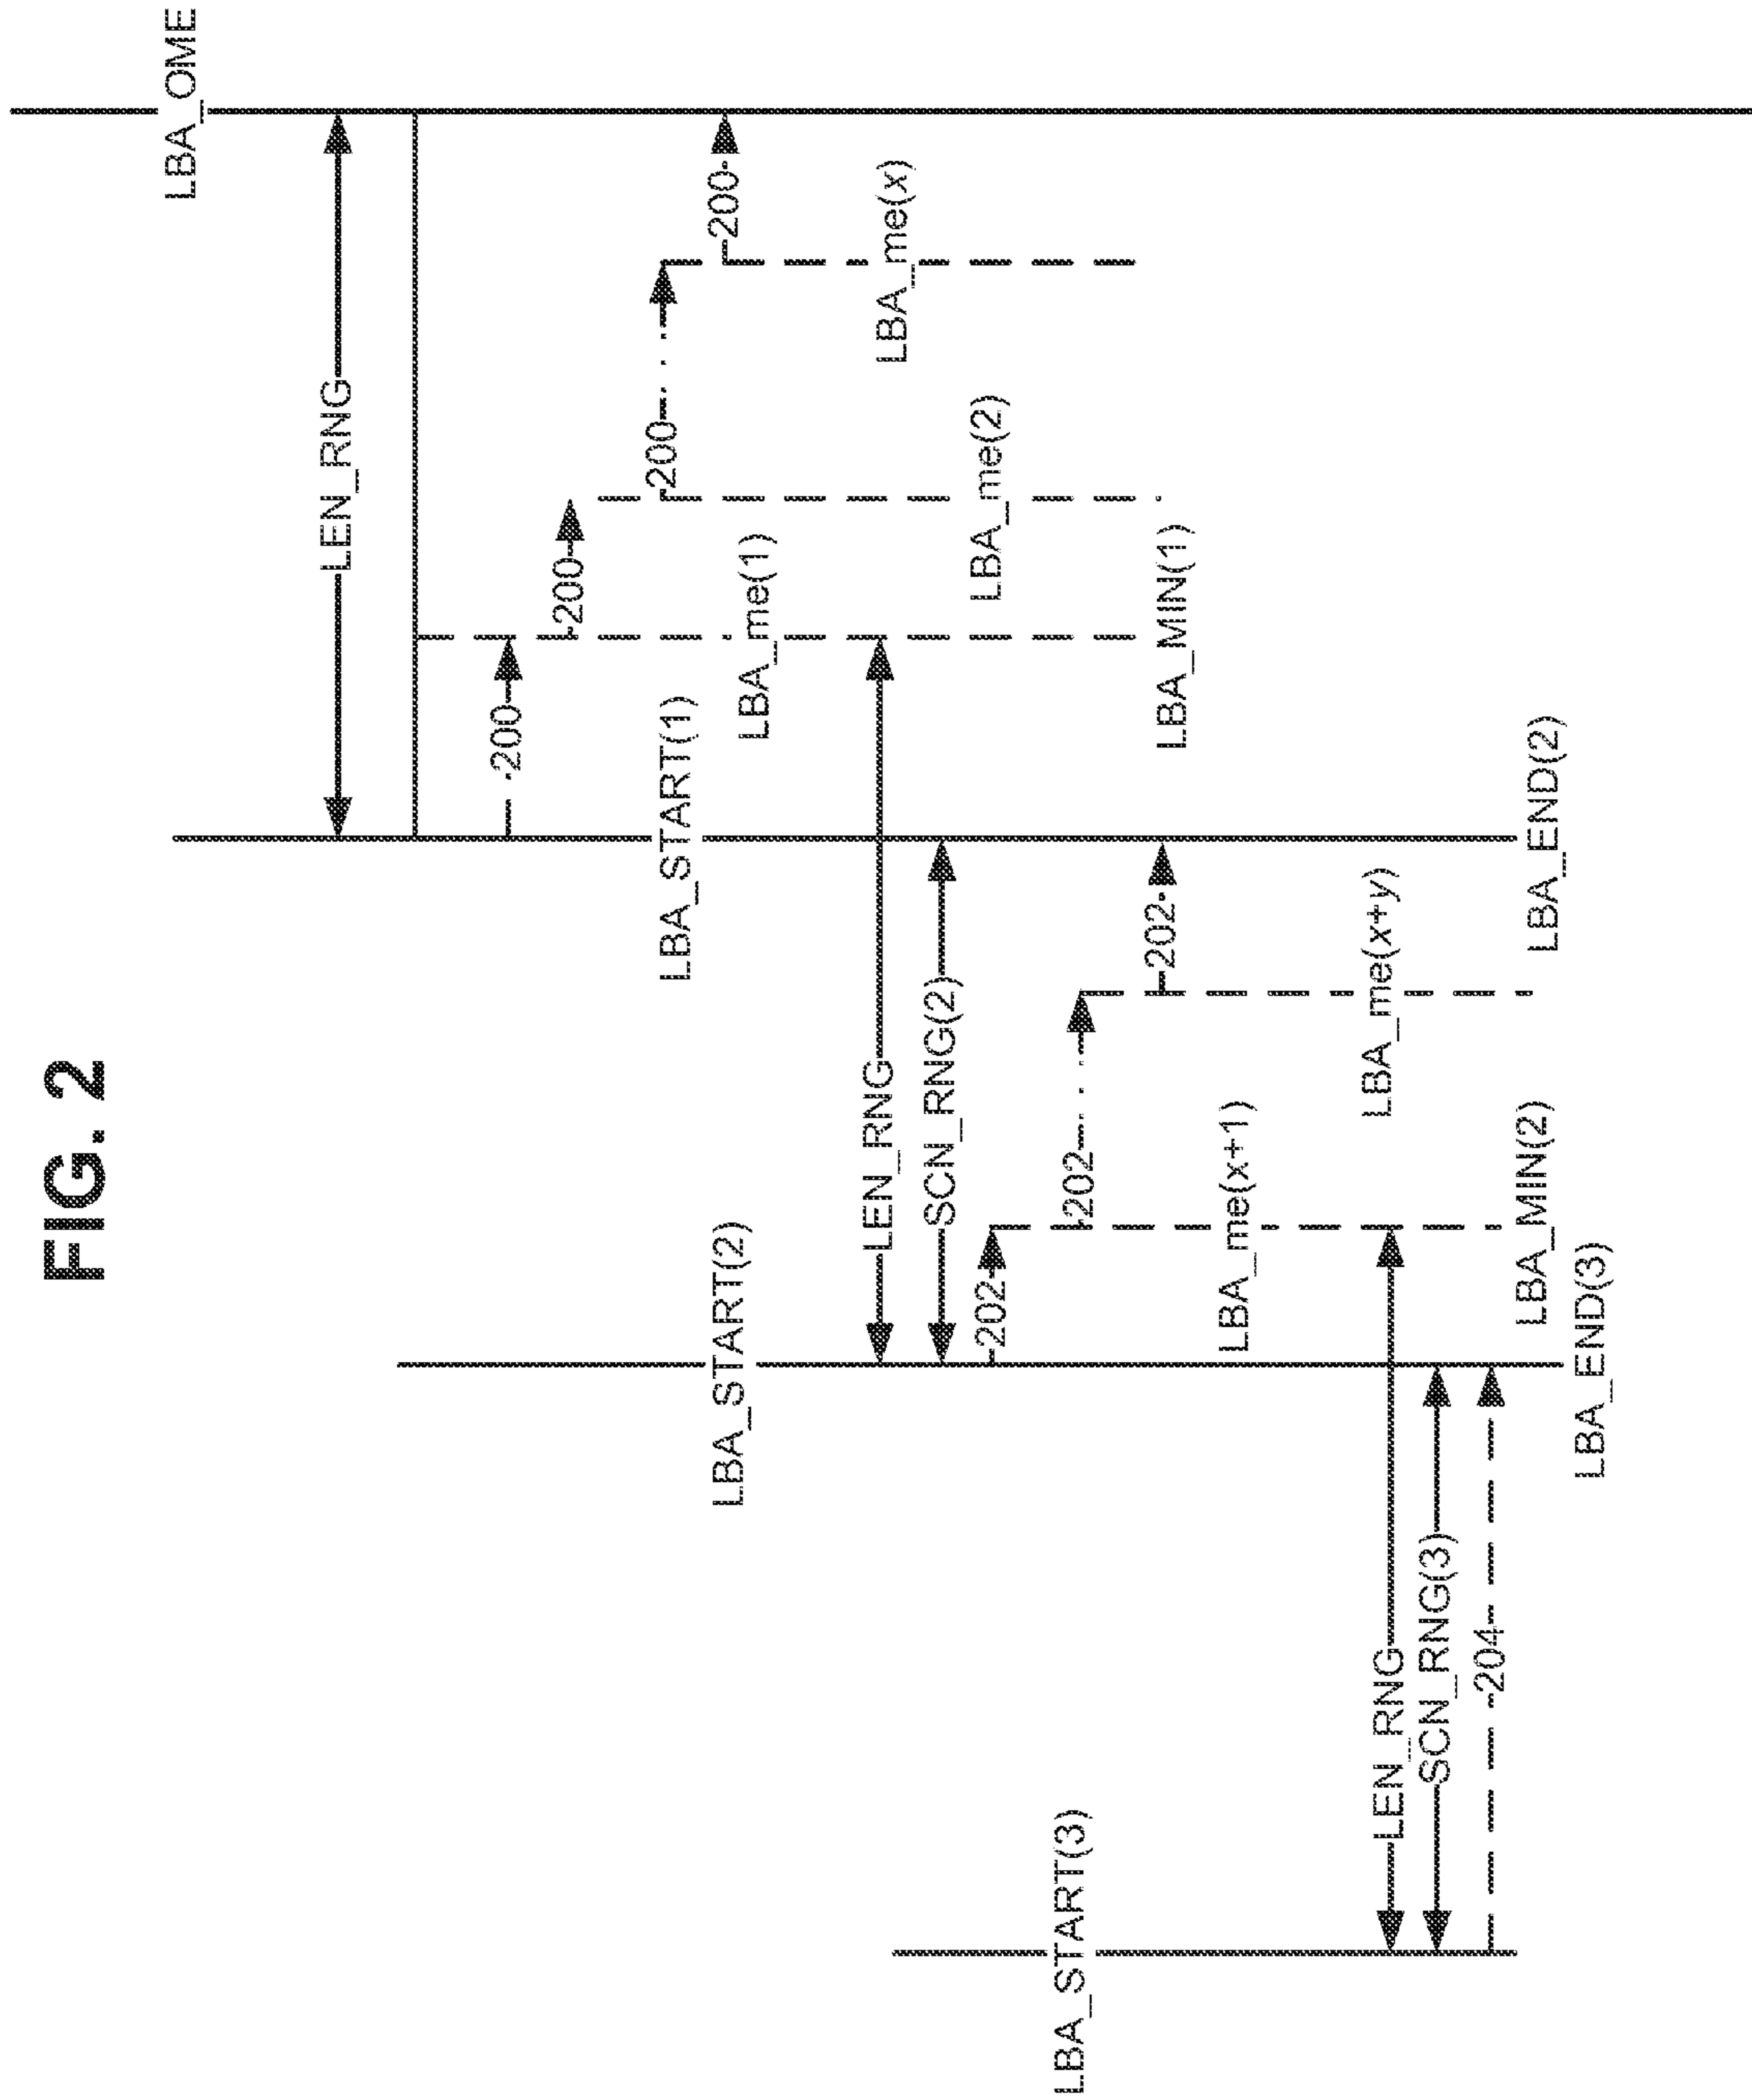 FIG. 2
LBA_OME
LEN_RNG
200
200
200
200
LBA_START(1)
LBA_START(2)
LBA_me(1)
LBA_me(x)
LEN_RNG
SCN_RNG(2)
LBA_me(2)
202
LBA_START(3)
202
202
LBA_MIN(1)
LBA_me(x+1)
LBA_me(x+y)
LEN_RNG
SCN_RNG(3)
204
LBA_MIN(2)
LBA_END(2)
LBA_END(3)